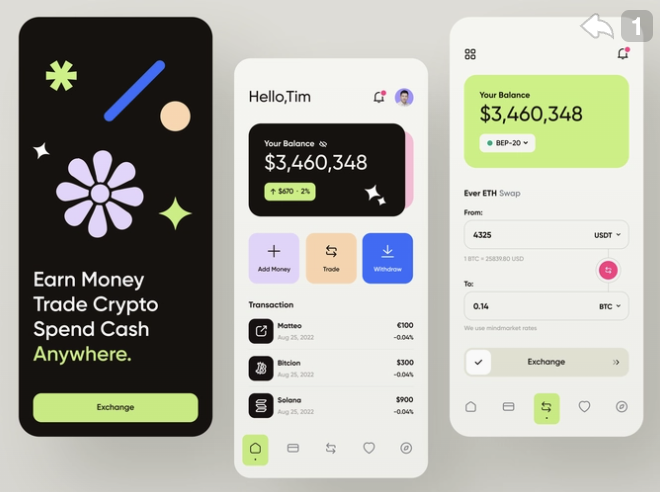 Earn Money
Trade Crypto
Spend Cash
Anywhere.
Exchange
Hello,Tim
Your Balance
$3,460,348
↑ $670 - 2%
Add Money
Trade
Withdraw
Transaction
Matteo
€100
Aug 25, 2022
-0.04%
Bitcion
$300
Aug 25, 2022
-0.04%
Solana
$900
Aug 25, 2022
-0.04%
1
Your Balance
$3,460,348
BEP-20
Ever ETH Swap
From:
4325
USDT
1 BTC = 25839.80 USD
To:
0.14
BTC
We use mindmarket rates
Exchange